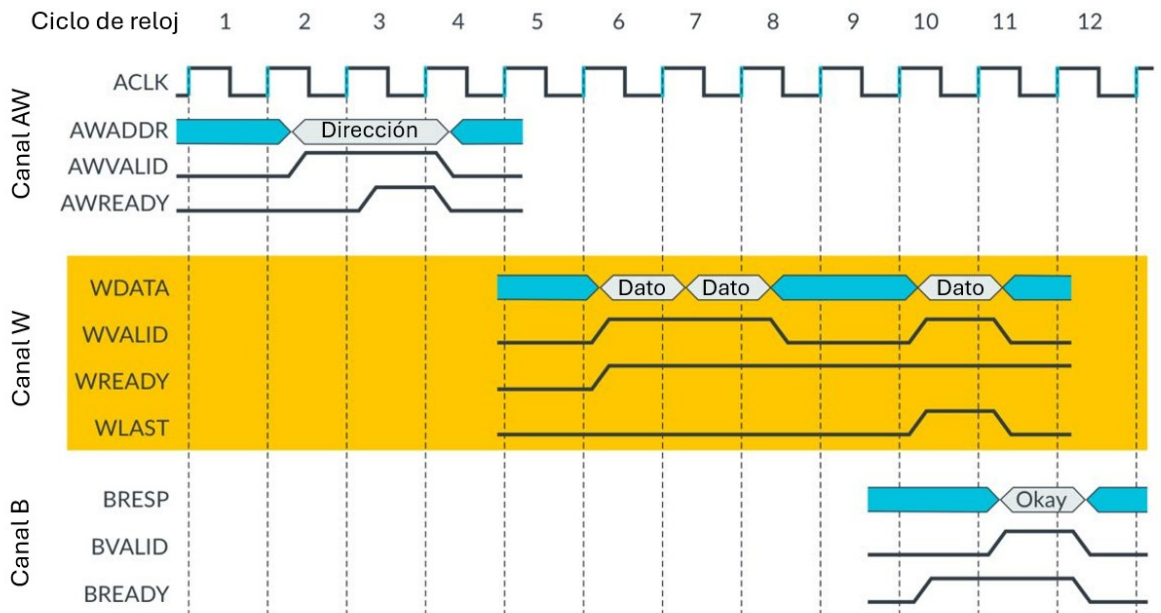 Ciclo de reloj 1 2 3 4 5 6 7 8 9 10 11 12
Canal AW
ACLK
AWADDR Dirección
AWVALID
AWREADY
Canal W
WDATA Dato Dato Dato
WVALID
WREADY
WLAST
Canal B
BRESP Okay
BVALID
BREADY